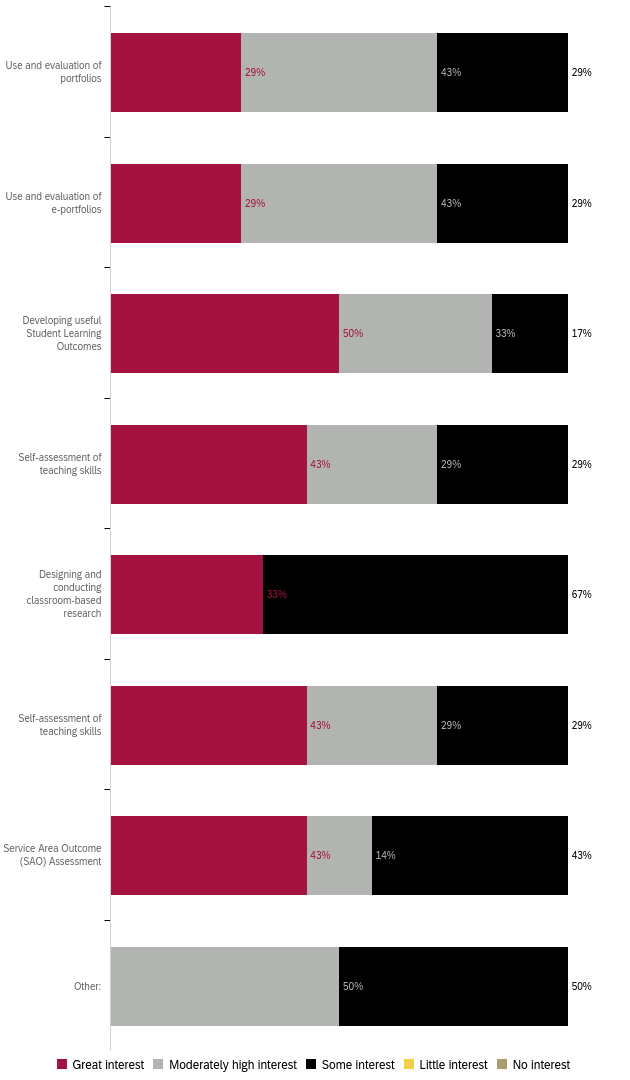 Use and evaluation of
portfolios
29%
43%
29%
Use and evaluation of
e-portfolios
29%
43%
29%
Developing useful
Student Learning
Outcomes
50%
33%
17%
Self-assessment of
teaching skills
43%
29%
29%
Designing and
conducting
classroom-based
research
33%
67%
Self-assessment of
teaching skills
43%
29%
29%
Service Area Outcome
(SAO) Assessment
43%
14%
43%
Other:
50%
50%
Great interest Moderately high interest Some interest Little interest No interest